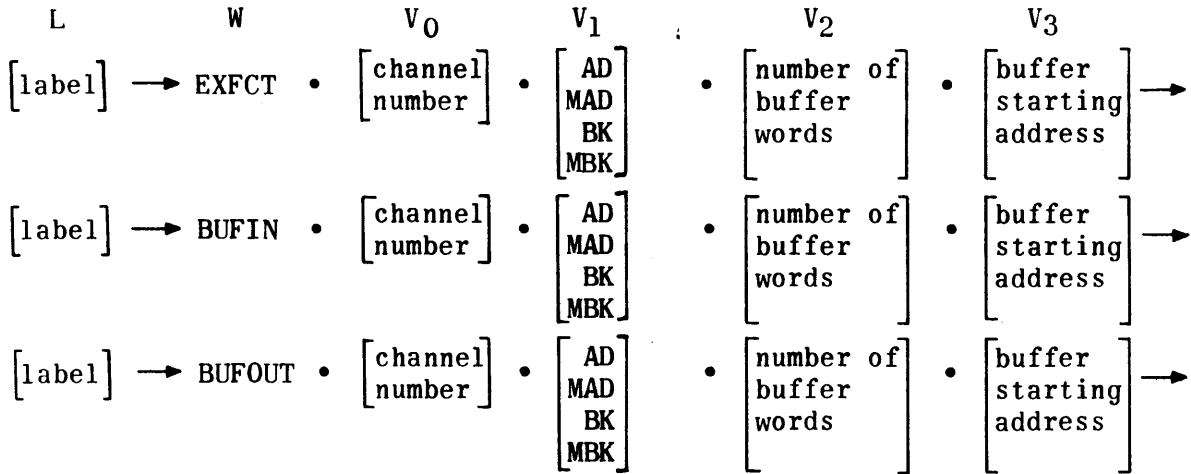 L W V0 V1 V2 V3
[label] → EXFCT • [channel • [AD • [number of • [buffer →
number] MAD buffer starting
BK words] address]
MBK]
[label] → BUFIN • [channel • [AD • [number of • [buffer →
number] MAD buffer starting
BK words] address]
MBK]
[label] → BUFOUT • [channel • [AD • [number of • [buffer →
number] MAD buffer starting
BK words] address]
MBK]